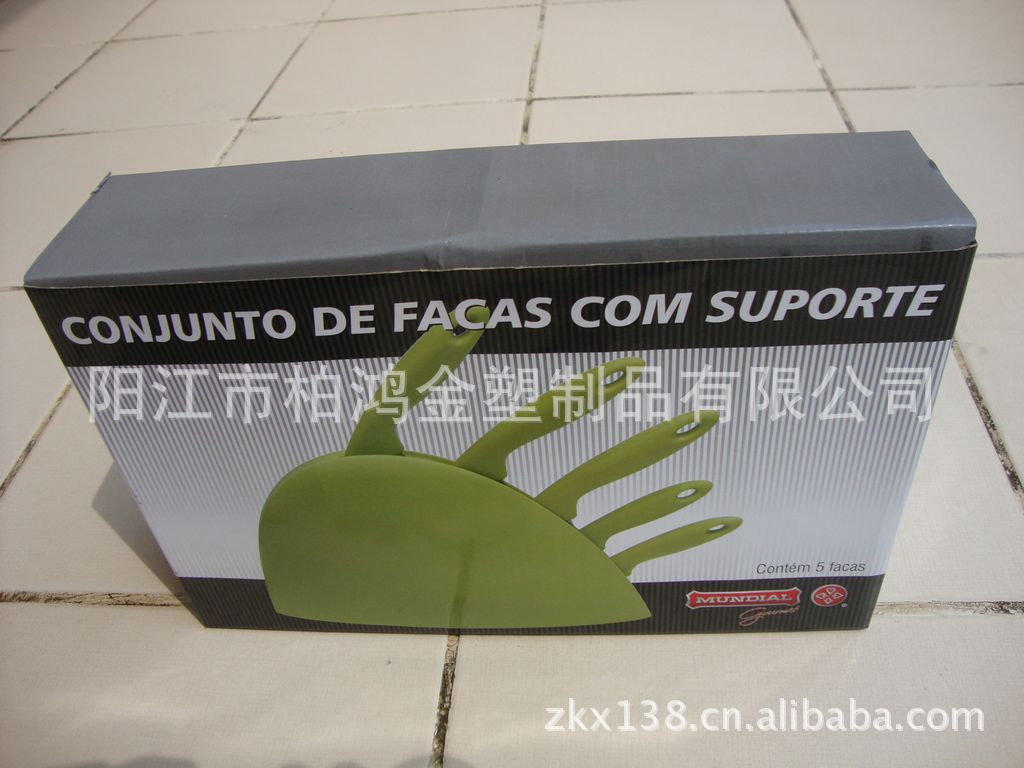 CONJUNTO DE FACAS COM SUPORTE
阳江市柏鸿金塑制品有限公司
Contém 5 facas
MUNDIAL
Gourmet
®
zkx138.cn.alibaba.com